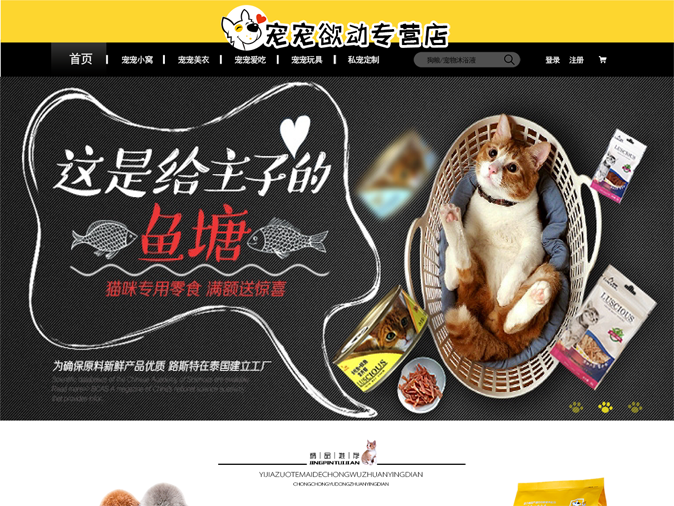 宠宠欲动专营店
首页 宠宠小窝 宠宠美衣 宠宠爱吃 宠宠玩具 私宠定制 狗粮/宠物沐浴液 登录 注册
这是给主子的
鱼塘
猫咪专用零食 满额送惊喜
为确保原料新鲜产品优质 路斯特在泰国建立工厂
LUSCIOUS
LUSCIOUS
LUSCIOUS
精品推荐
JINGPINTUIJIAN
YIJIAZUOTEMAIDECHONGWUZHUANYINGDIAN
CHONGCHONGYUDONGZHUANYINGDIAN